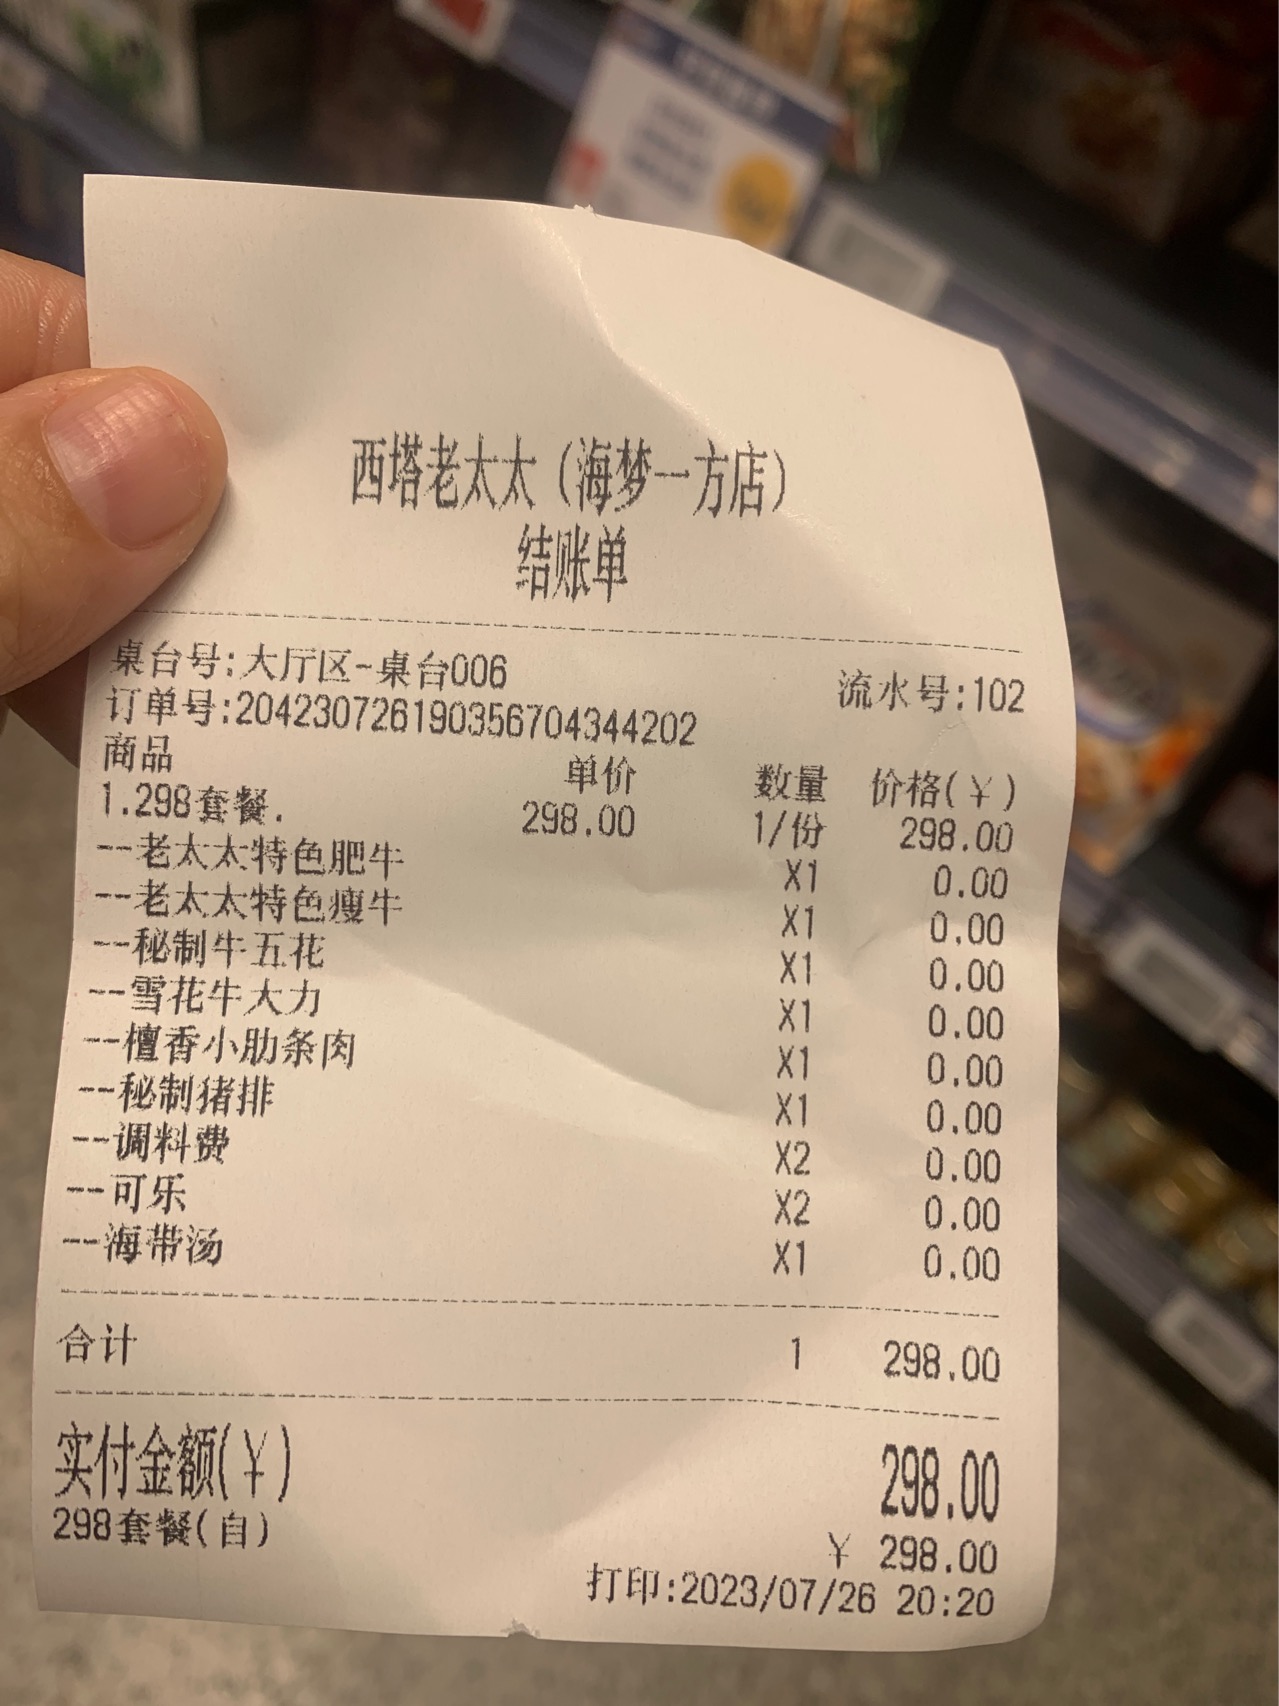 西塔老太太（海梦一方店）
结账单
桌台号:大厅区-桌台006 流水号:102
订单号:204230726190356704344202
商品 单价 数量 价格(¥)
1.298套餐. 298.00 1/份 298.00
--老太太特色肥牛 X1 0.00
--老太太特色瘦牛 X1 0.00
--秘制牛五花 X1 0.00
--雪花牛大力 X1 0.00
--檀香小肋条肉 X1 0.00
--秘制猪排 X1 0.00
--调料费 X2 0.00
--可乐 X2 0.00
--海带汤 X1 0.00
合计 1 298.00
实付金额(¥) 298.00
298套餐(自) ¥ 298.00
打印:2023/07/26 20:20